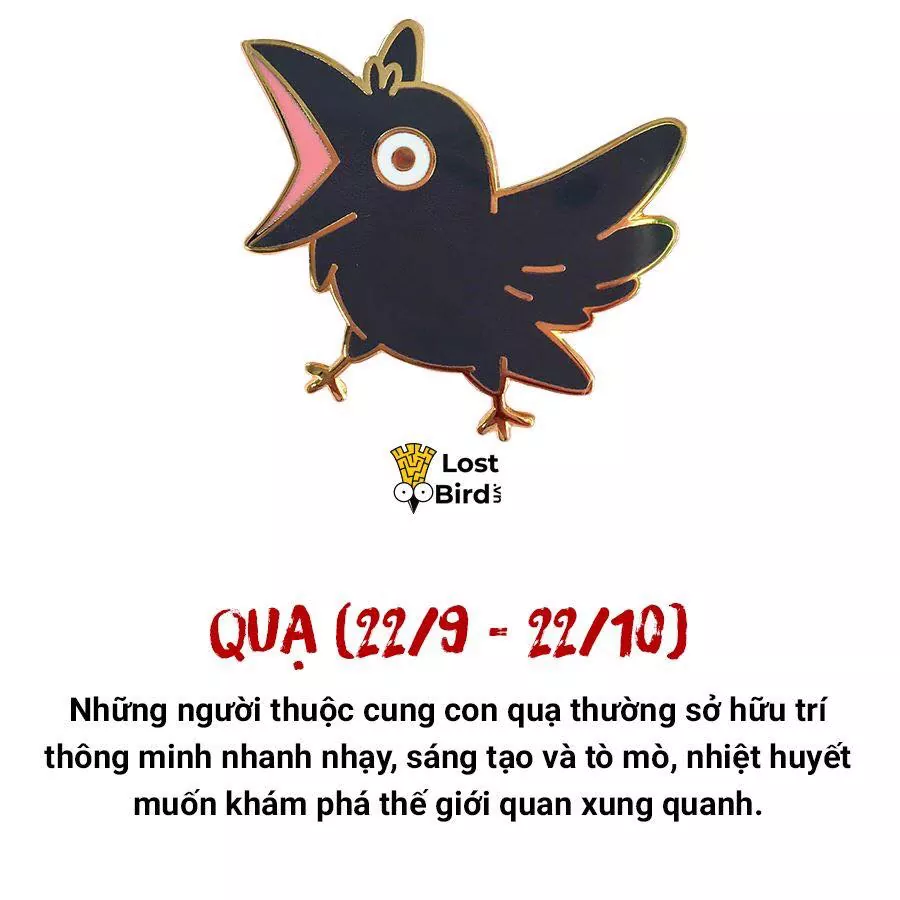 Lost
Bird.vn
QUẠ (22/9 - 22/10)
Những người thuộc cung con quạ thường sở hữu trí
thông minh nhanh nhạy, sáng tạo và tò mò, nhiệt huyết
muốn khám phá thế giới quan xung quanh.